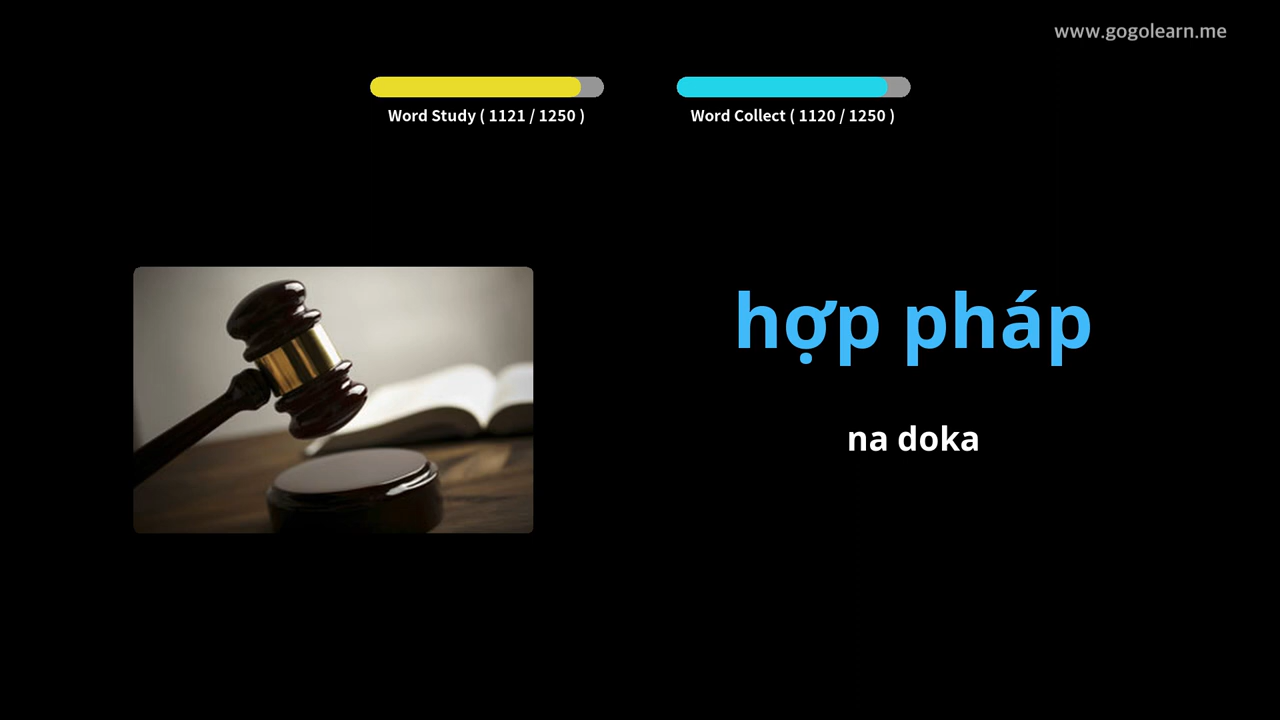 www.gogolearn.me
Word Study ( 1121 / 1250 )
Word Collect ( 1120 / 1250 )
hợp pháp
na doka